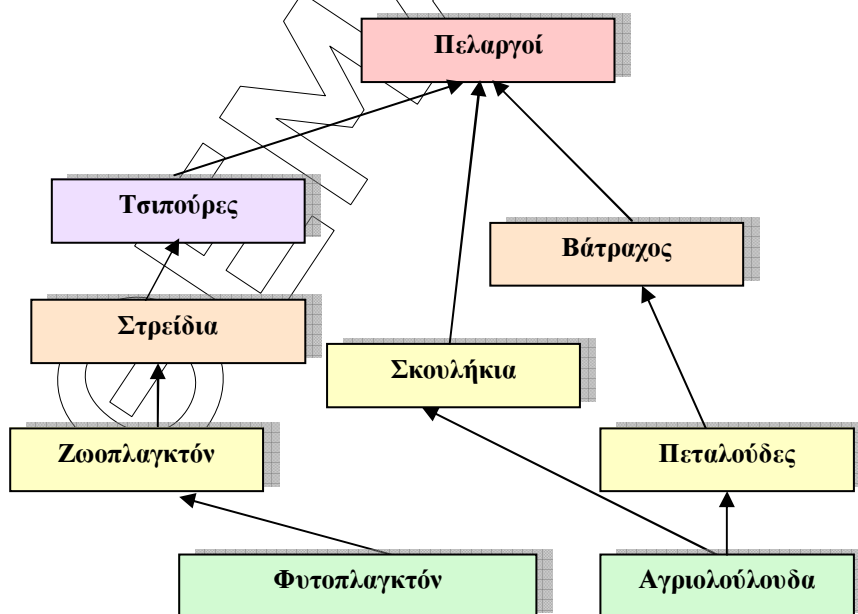 Πελαργοί
Τσιπούρες
Βάτραχος
Στρείδια
Σκουλήκια
Ζωοπλαγκτόν
Πεταλούδες
Φυτοπλαγκτόν
Αγριολούλουδα